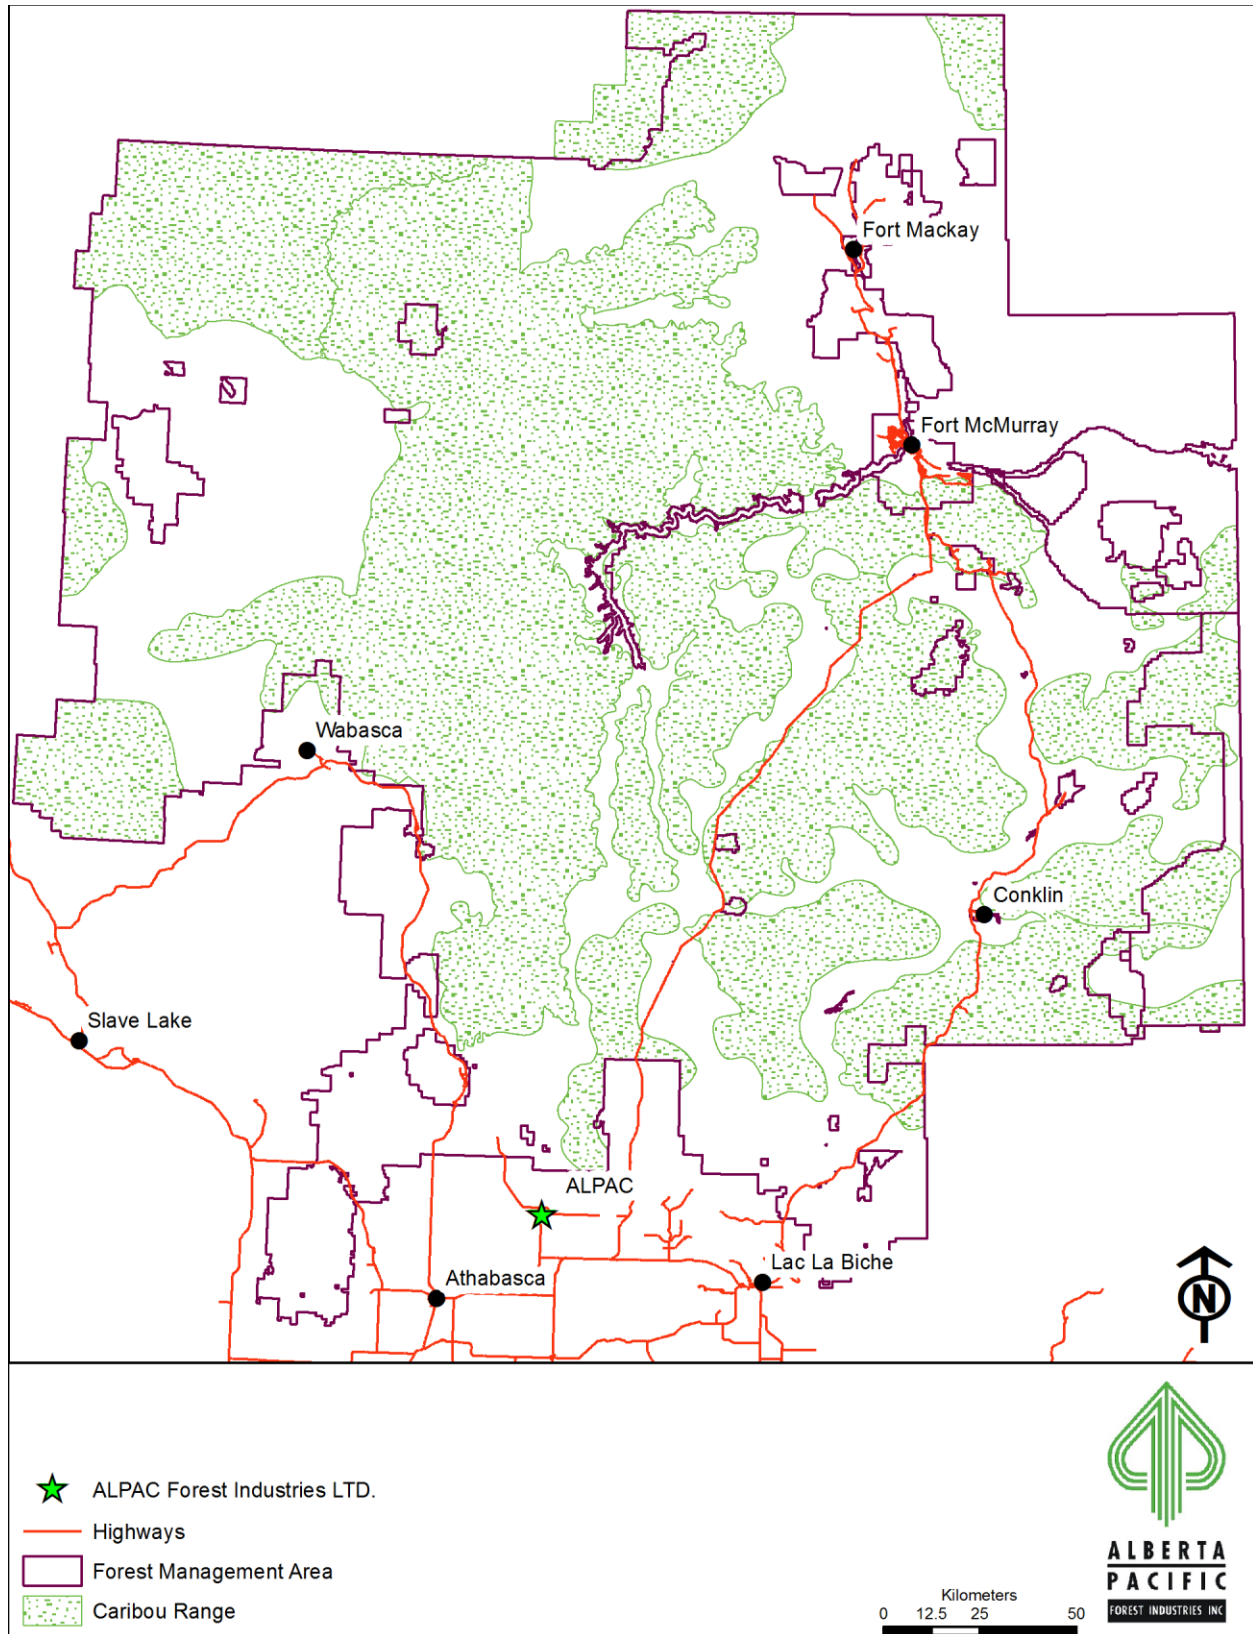 Fort Mackay
Fort McMurray
Wabasca
Conklin
Slave Lake
ALPAC
Lac La Biche
Athabasca
N
ALPAC Forest Industries LTD.
Highways
Forest Management Area
Caribou Range
Kilometers
0 12.5 25 50
ALBERTA
PACIFIC
FOREST INDUSTRIES INC